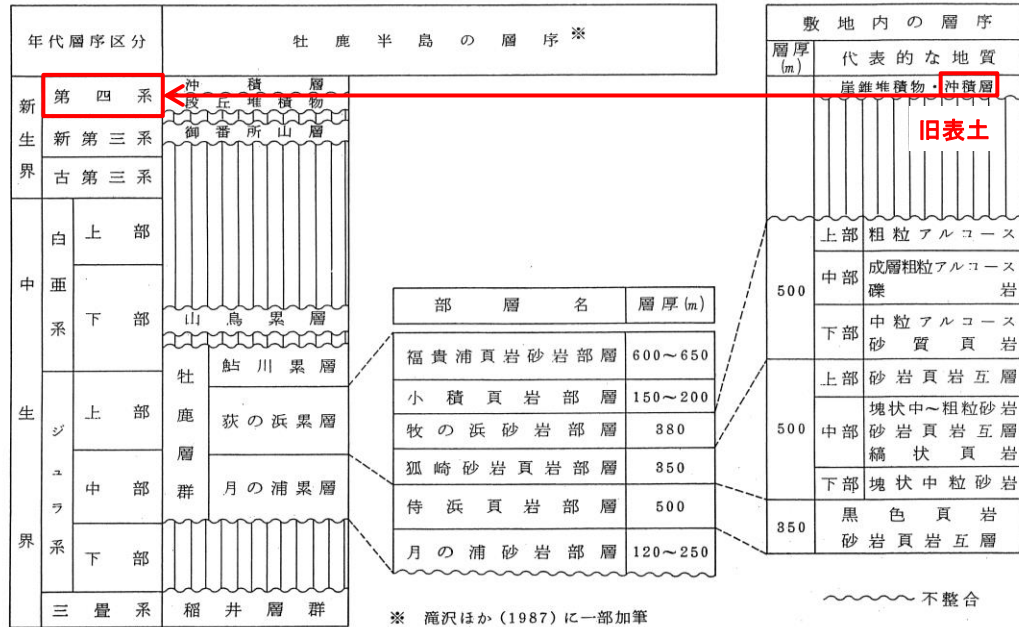 年代層序区分
牡鹿半島の層序※
新生界
第四系
新第三系
古第三系
中生界
白亜系
上部
下部
ジュラ系
上部
中部
下部
三畳系
沖積層
段丘堆積物
御番所山層
山鳥累層
牡鹿層群
鮎川累層
荻の浜累層
月の浦累層
稲井層群
部層名 層厚(m)
福貴浦頁岩砂岩部層 600～650
小積頁岩部層 150～200
牧の浜砂岩部層 380
狐崎砂岩頁岩部層 350
侍浜頁岩部層 500
月の浦砂岩部層 120～250
※ 滝沢ほか(1987)に一部加筆
敷地内の層序
層厚(m) 代表的な地質
崖錐堆積物・沖積層
旧表土
500
上部 粗粒アルコース
中部 成層粗粒アルコース
礫岩
下部 中粒アルコース
砂質頁岩
500
上部 砂岩頁岩互層
中部 塊状中～粗粒砂岩
砂岩頁岩互層
縞状頁岩
下部 塊状中粒砂岩
350
黒色頁岩
砂岩頁岩互層
不整合